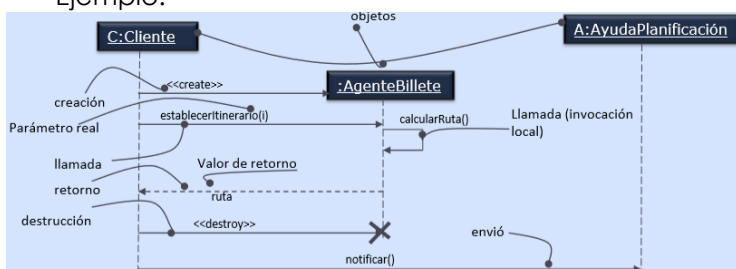 Ejemplo:
objetos
C:Cliente
A:AyudaPlanificación
<<create>>
:AgenteBillete
creación
Parámetro real
establecerItinerario(i)
calcularRuta()
Llamada (invocación
local)
llamada
Valor de retorno
retorno
ruta
destrucción
<<destroy>>
envió
notificar()